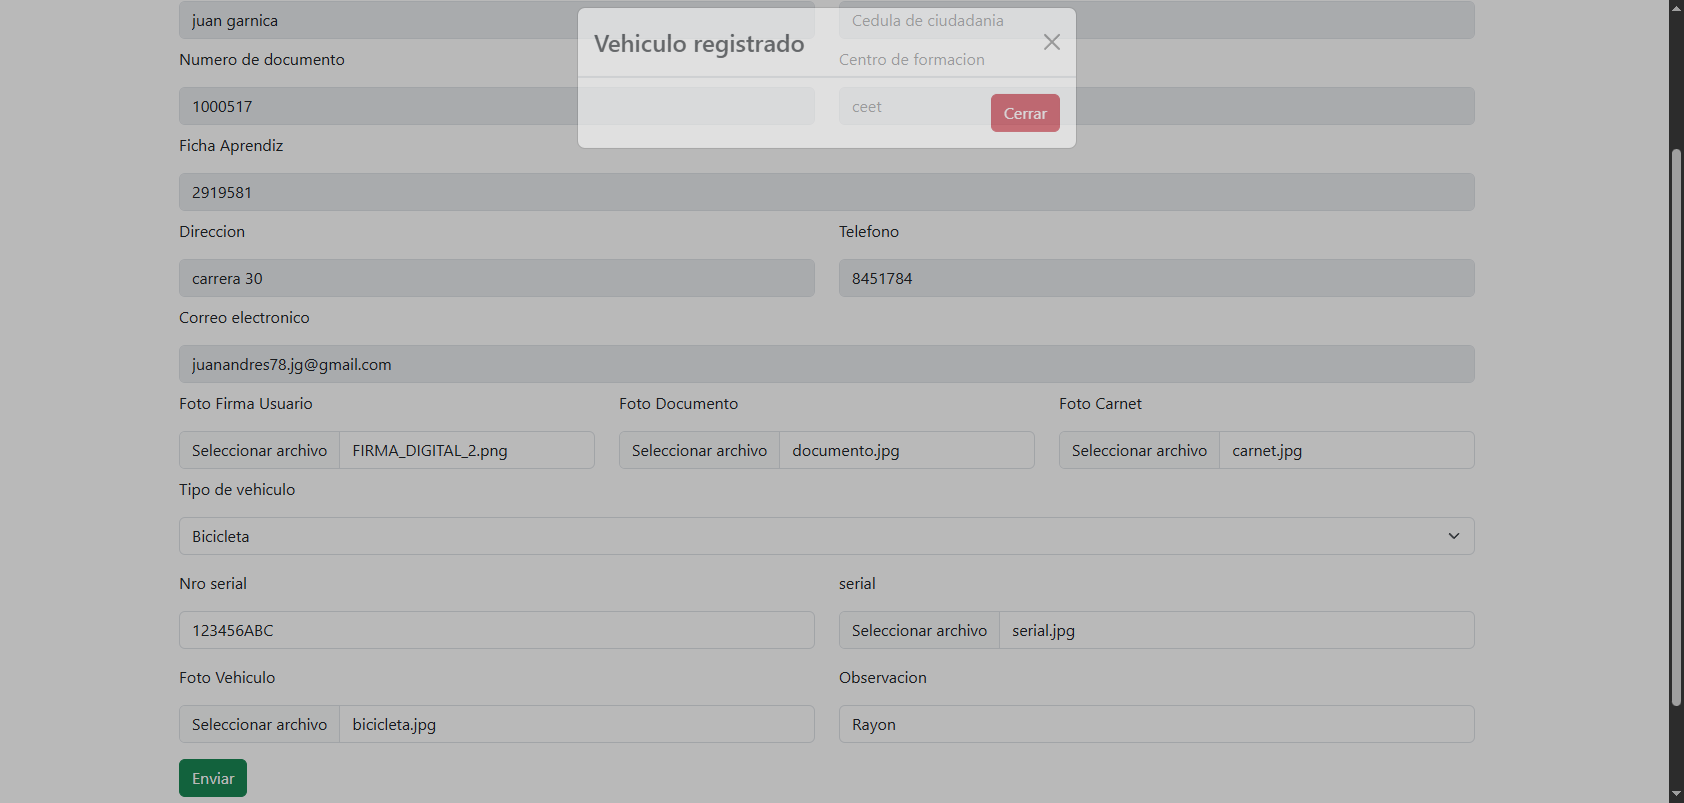 juan garnica
Cedula de ciudadania
Vehiculo registrado
Numero de documento
Centro de formacion
1000517
ceet
Cerrar
Ficha Aprendiz
2919581
Direccion
Telefono
carrera 30
8451784
Correo electronico
juanandres78.jg@gmail.com
Foto Firma Usuario
Foto Documento
Foto Carnet
Seleccionar archivo FIRMA_DIGITAL_2.png
Seleccionar archivo documento.jpg
Seleccionar archivo carnet.jpg
Tipo de vehiculo
Bicicleta
Nro serial
serial
123456ABC
Seleccionar archivo serial.jpg
Foto Vehiculo
Observacion
Seleccionar archivo bicicleta.jpg
Rayon
Enviar